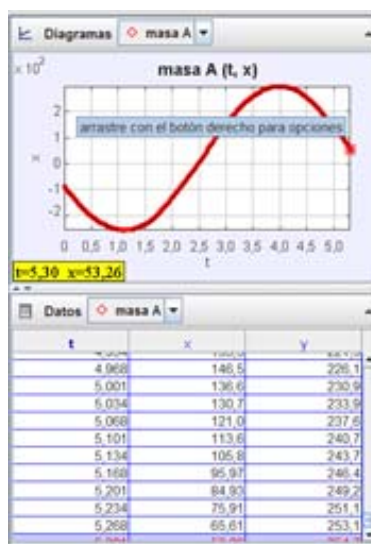 Diagramas masa A
×10²
masa A (t, x)
2
arrastre con el botón derecho para opciones
1
x
0
-1
-2
0 0,5 1,0 1,5 2,0 2,5 3,0 3,5 4,0 4,5 5,0
t
t=5,30 x=53,26
Datos masa A
t x y
4,968 146,5 226,1
5,001 136,6 230,9
5,034 130,7 233,9
5,068 121,0 237,6
5,101 113,6 240,7
5,134 105,8 243,7
5,168 95,97 246,4
5,201 84,93 249,2
5,234 75,91 251,1
5,268 65,61 253,1